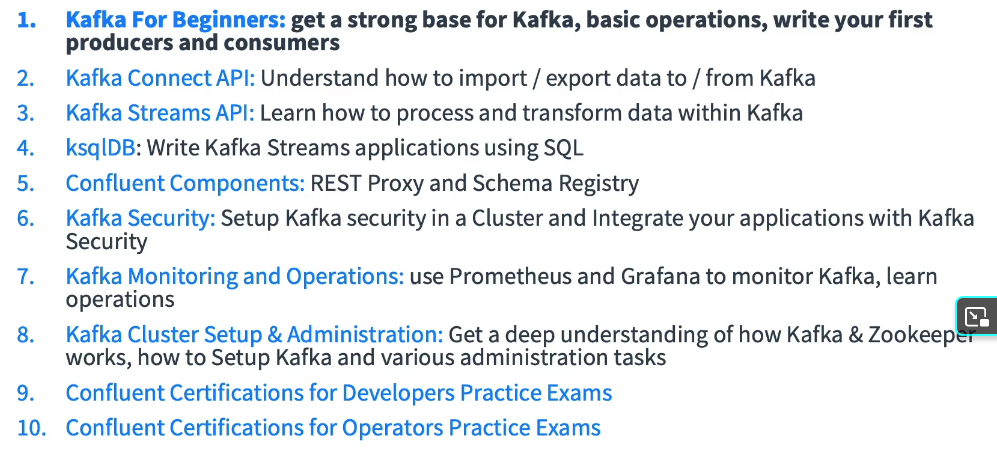 1. Kafka For Beginners: get a strong base for Kafka, basic operations, write your first
producers and consumers
2. Kafka Connect API: Understand how to import / export data to / from Kafka
3. Kafka Streams API: Learn how to process and transform data within Kafka
4. ksqlDB: Write Kafka Streams applications using SQL
5. Confluent Components: REST Proxy and Schema Registry
6. Kafka Security: Setup Kafka security in a Cluster and Integrate your applications with Kafka
Security
7. Kafka Monitoring and Operations: use Prometheus and Grafana to monitor Kafka, learn
operations
8. Kafka Cluster Setup & Administration: Get a deep understanding of how Kafka & Zookeeper
works, how to Setup Kafka and various administration tasks
9. Confluent Certifications for Developers Practice Exams
10. Confluent Certifications for Operators Practice Exams